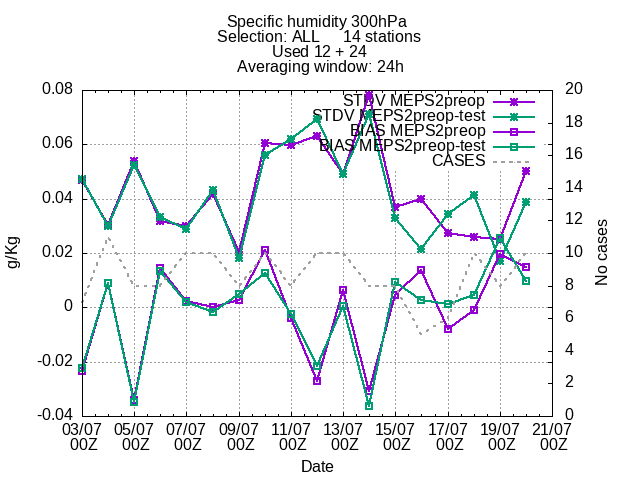 Specific humidity 300hPa
Selection: ALL 14 stations
Used 12 + 24
Averaging window: 24h
STDV MEPS2preop
STDV MEPS2preop-test
BIAS MEPS2preop
BIAS MEPS2preop-test
CASES
g/Kg
0.08
0.06
0.04
0.02
0
-0.02
-0.04
No cases
20
18
16
14
12
10
8
6
4
2
0
03/07 05/07 07/07 09/07 11/07 13/07 15/07 17/07 19/07 21/07
00Z 00Z 00Z 00Z 00Z 00Z 00Z 00Z 00Z 00Z
Date